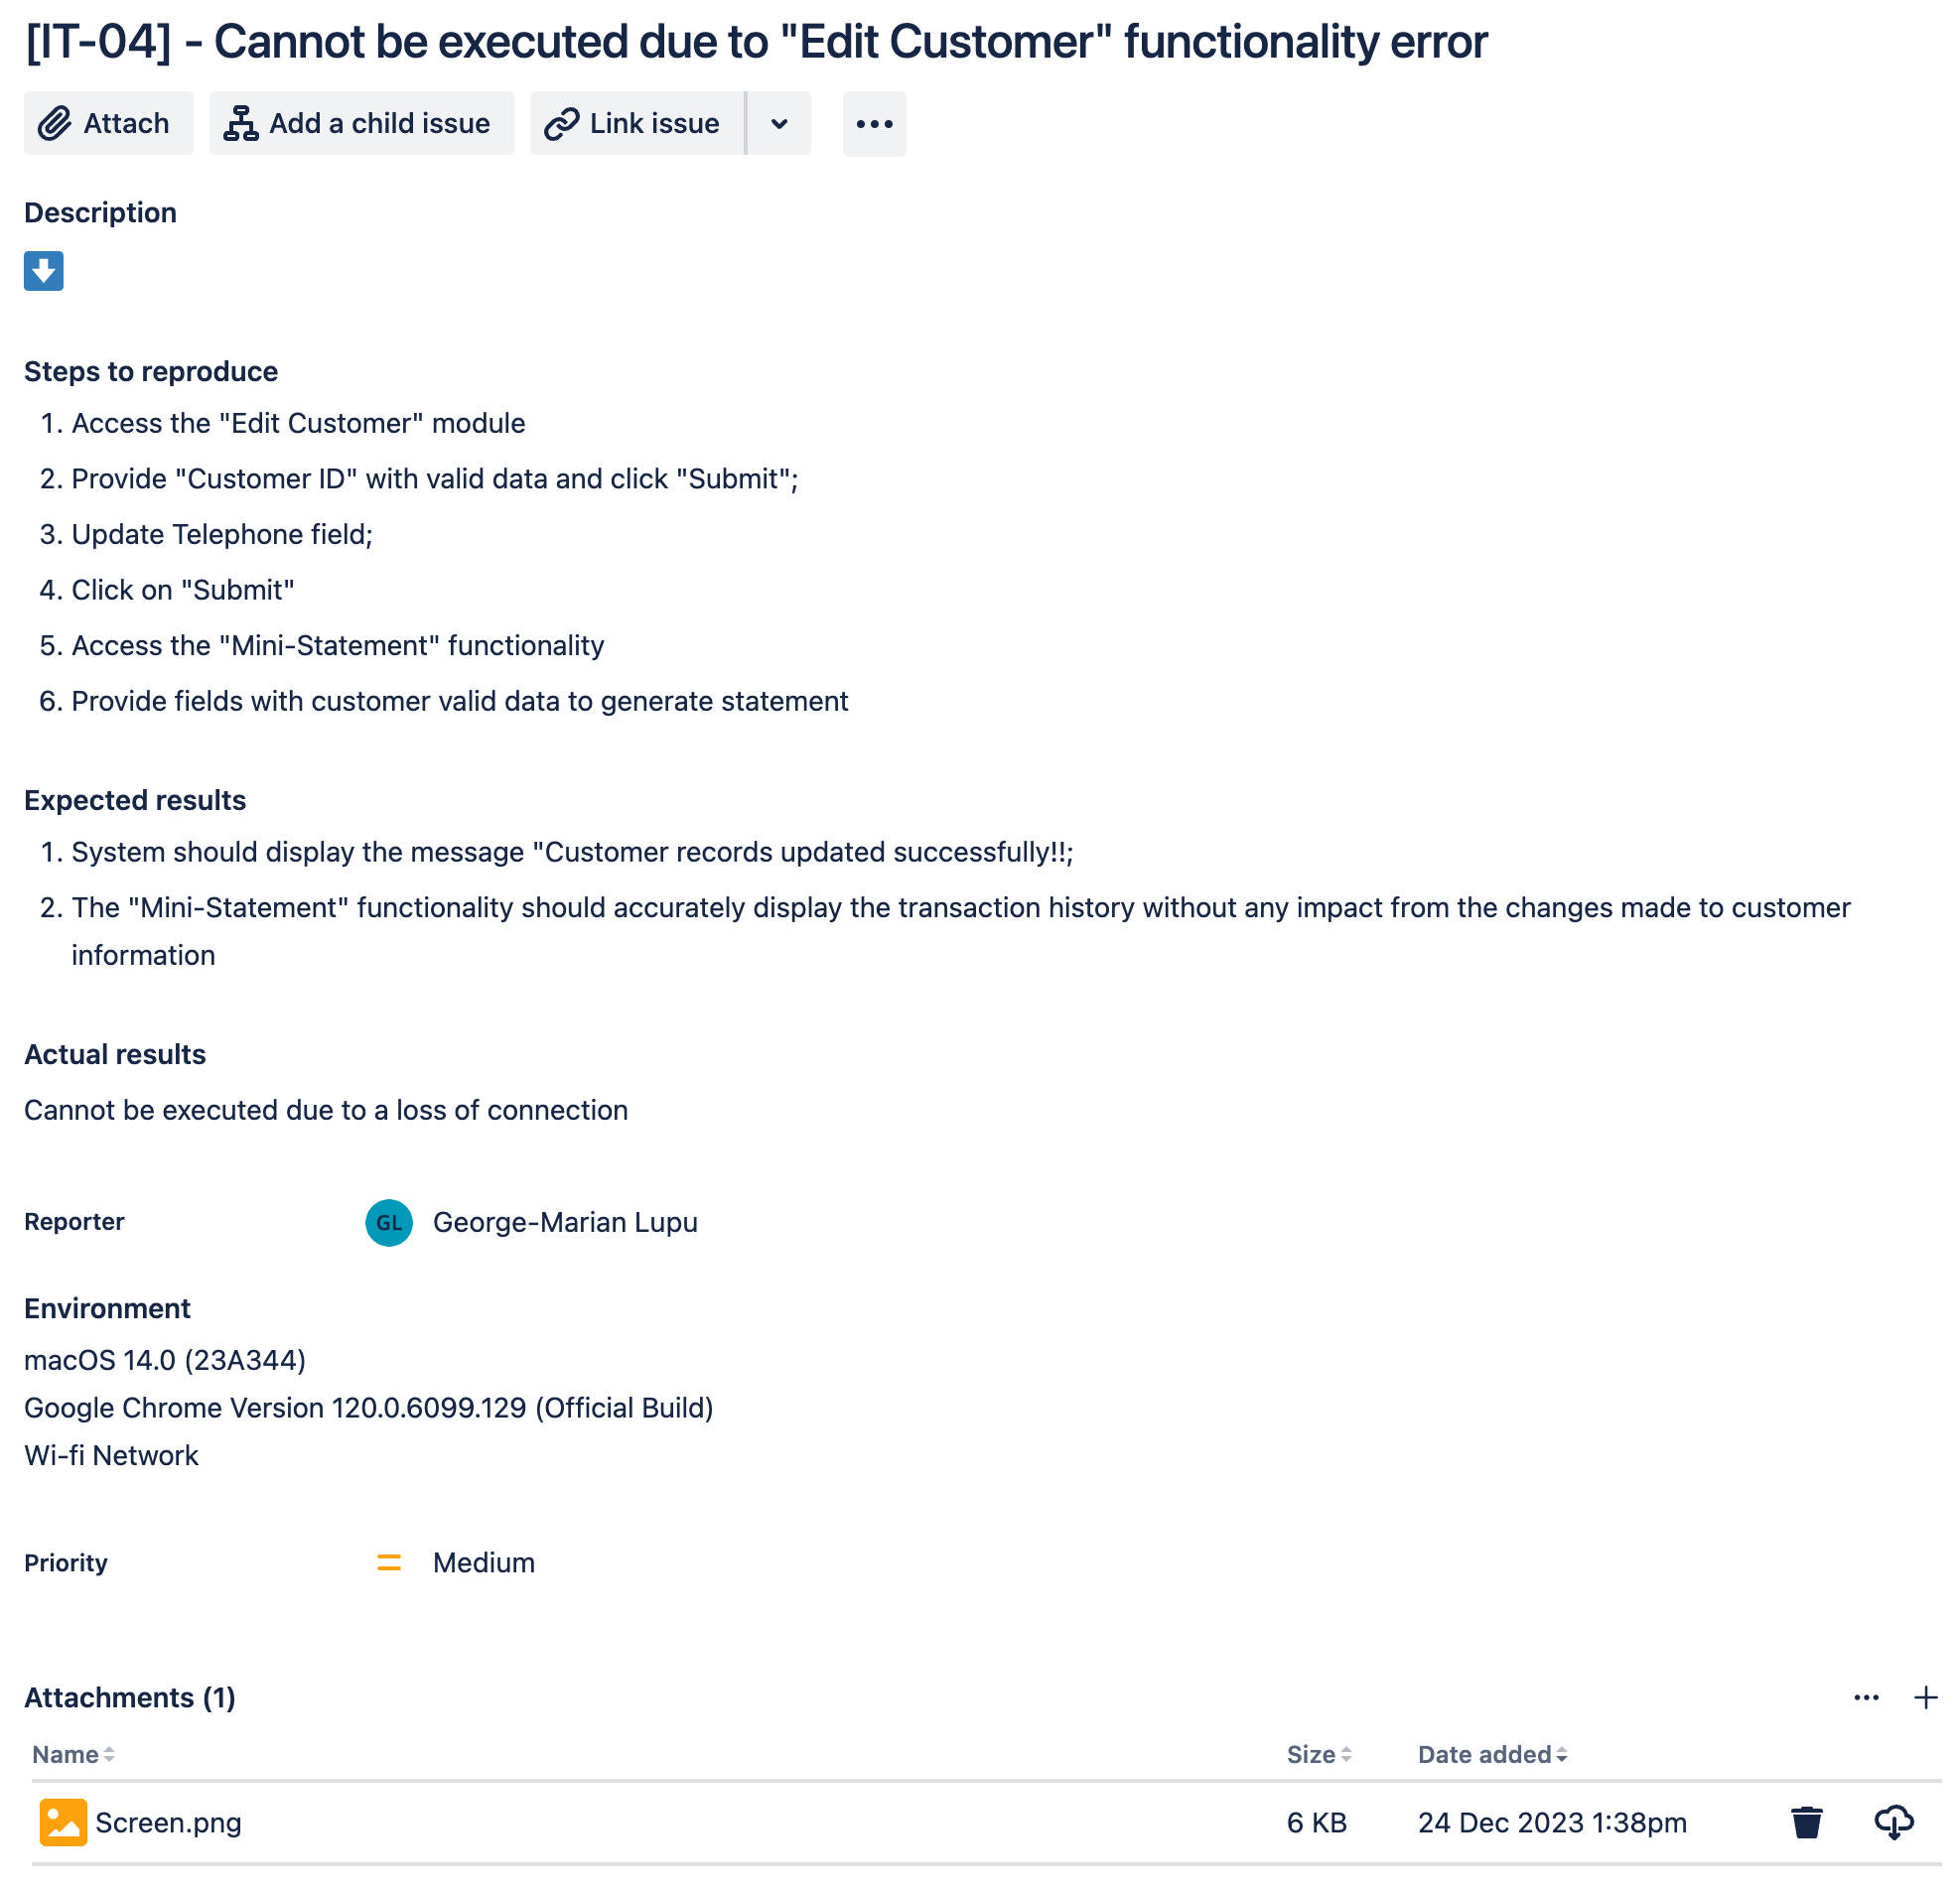 [IT-04] - Cannot be executed due to "Edit Customer" functionality error
Attach
Add a child issue
Link issue
Description
Steps to reproduce
1. Access the "Edit Customer" module
2. Provide "Customer ID" with valid data and click "Submit";
3. Update Telephone field;
4. Click on "Submit"
5. Access the "Mini-Statement" functionality
6. Provide fields with customer valid data to generate statement
Expected results
1. System should display the message "Customer records updated successfully!!;
2. The "Mini-Statement" functionality should accurately display the transaction history without any impact from the changes made to customer
information
Actual results
Cannot be executed due to a loss of connection
Reporter GL George-Marian Lupu
Environment
macOS 14.0 (23A344)
Google Chrome Version 120.0.6099.129 (Official Build)
Wi-fi Network
Priority Medium
Attachments (1)
Name Size Date added
Screen.png 6 KB 24 Dec 2023 1:38pm